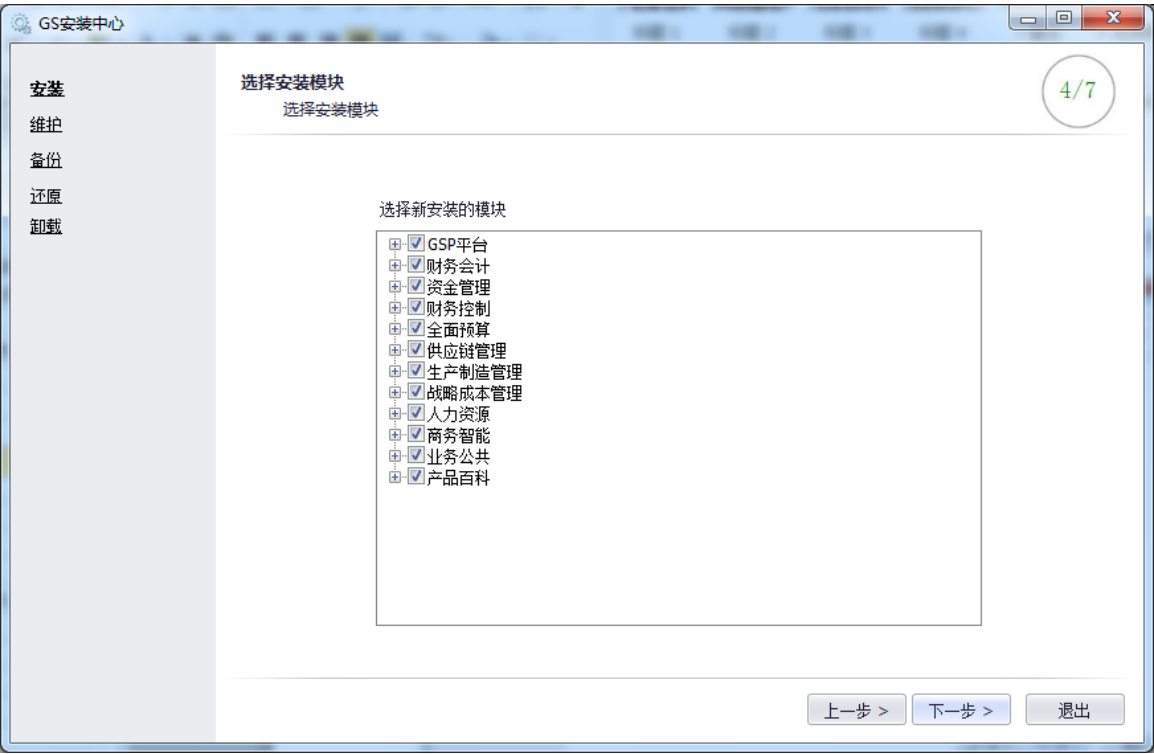 GS安装中心
安装
维护
备份
还原
卸载
选择安装模块
选择安装模块
4/7
选择新安装的模块
GSP平台
财务会计
资金管理
财务控制
全面预算
供应链管理
生产制造管理
战略成本管理
人力资源
商务智能
业务公共
产品百科
上一步 >
下一步 >
退出